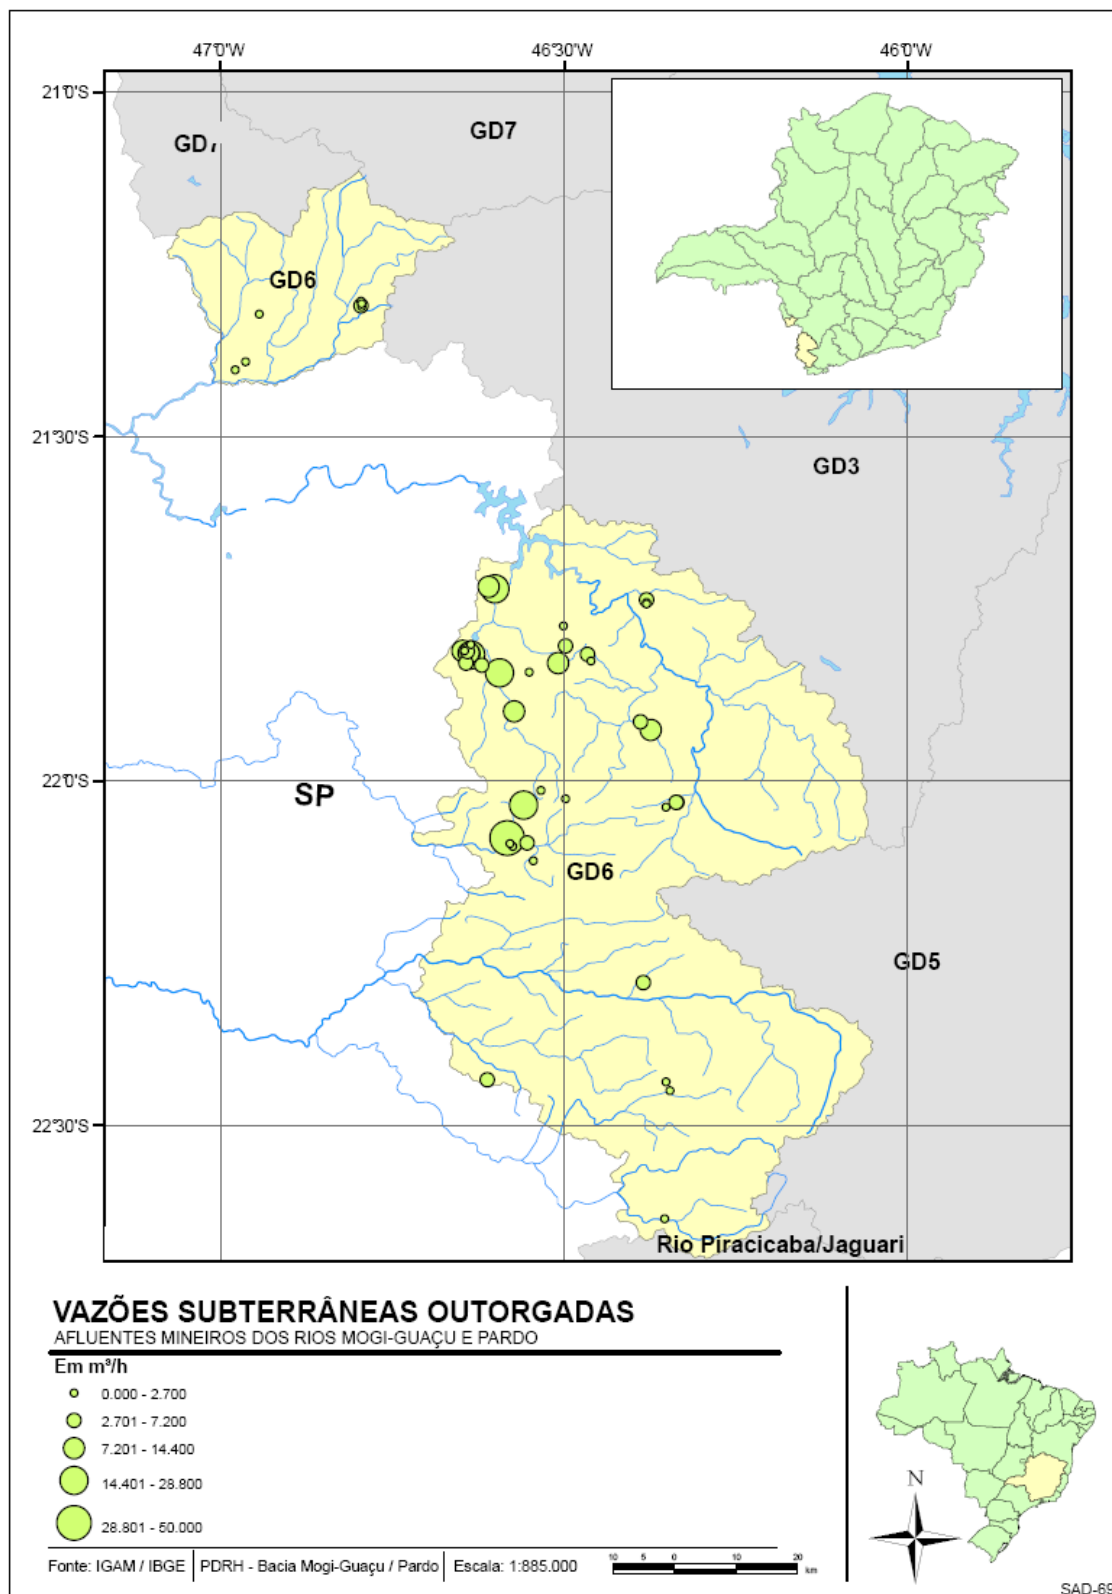 47°0'W 46°30'W 46°0'W
21°0'S
GD7
GD7
GD6
21°30'S
GD3
22°0'S
SP
GD6
GD5
22°30'S
Rio Piracicaba/Jaguari
VAZÕES SUBTERRÂNEAS OUTORGADAS
AFLUENTES MINEIROS DOS RIOS MOGI-GUAÇU E PARDO
Em m³/h
0.000 - 2.700
2.701 - 7.200
7.201 - 14.400
14.401 - 28.800
28.801 - 50.000
N
Fonte: IGAM / IBGE PDRH - Bacia Mogi-Guaçu / Pardo Escala: 1:885.000
10 5 0 10 20
km
SAD-69